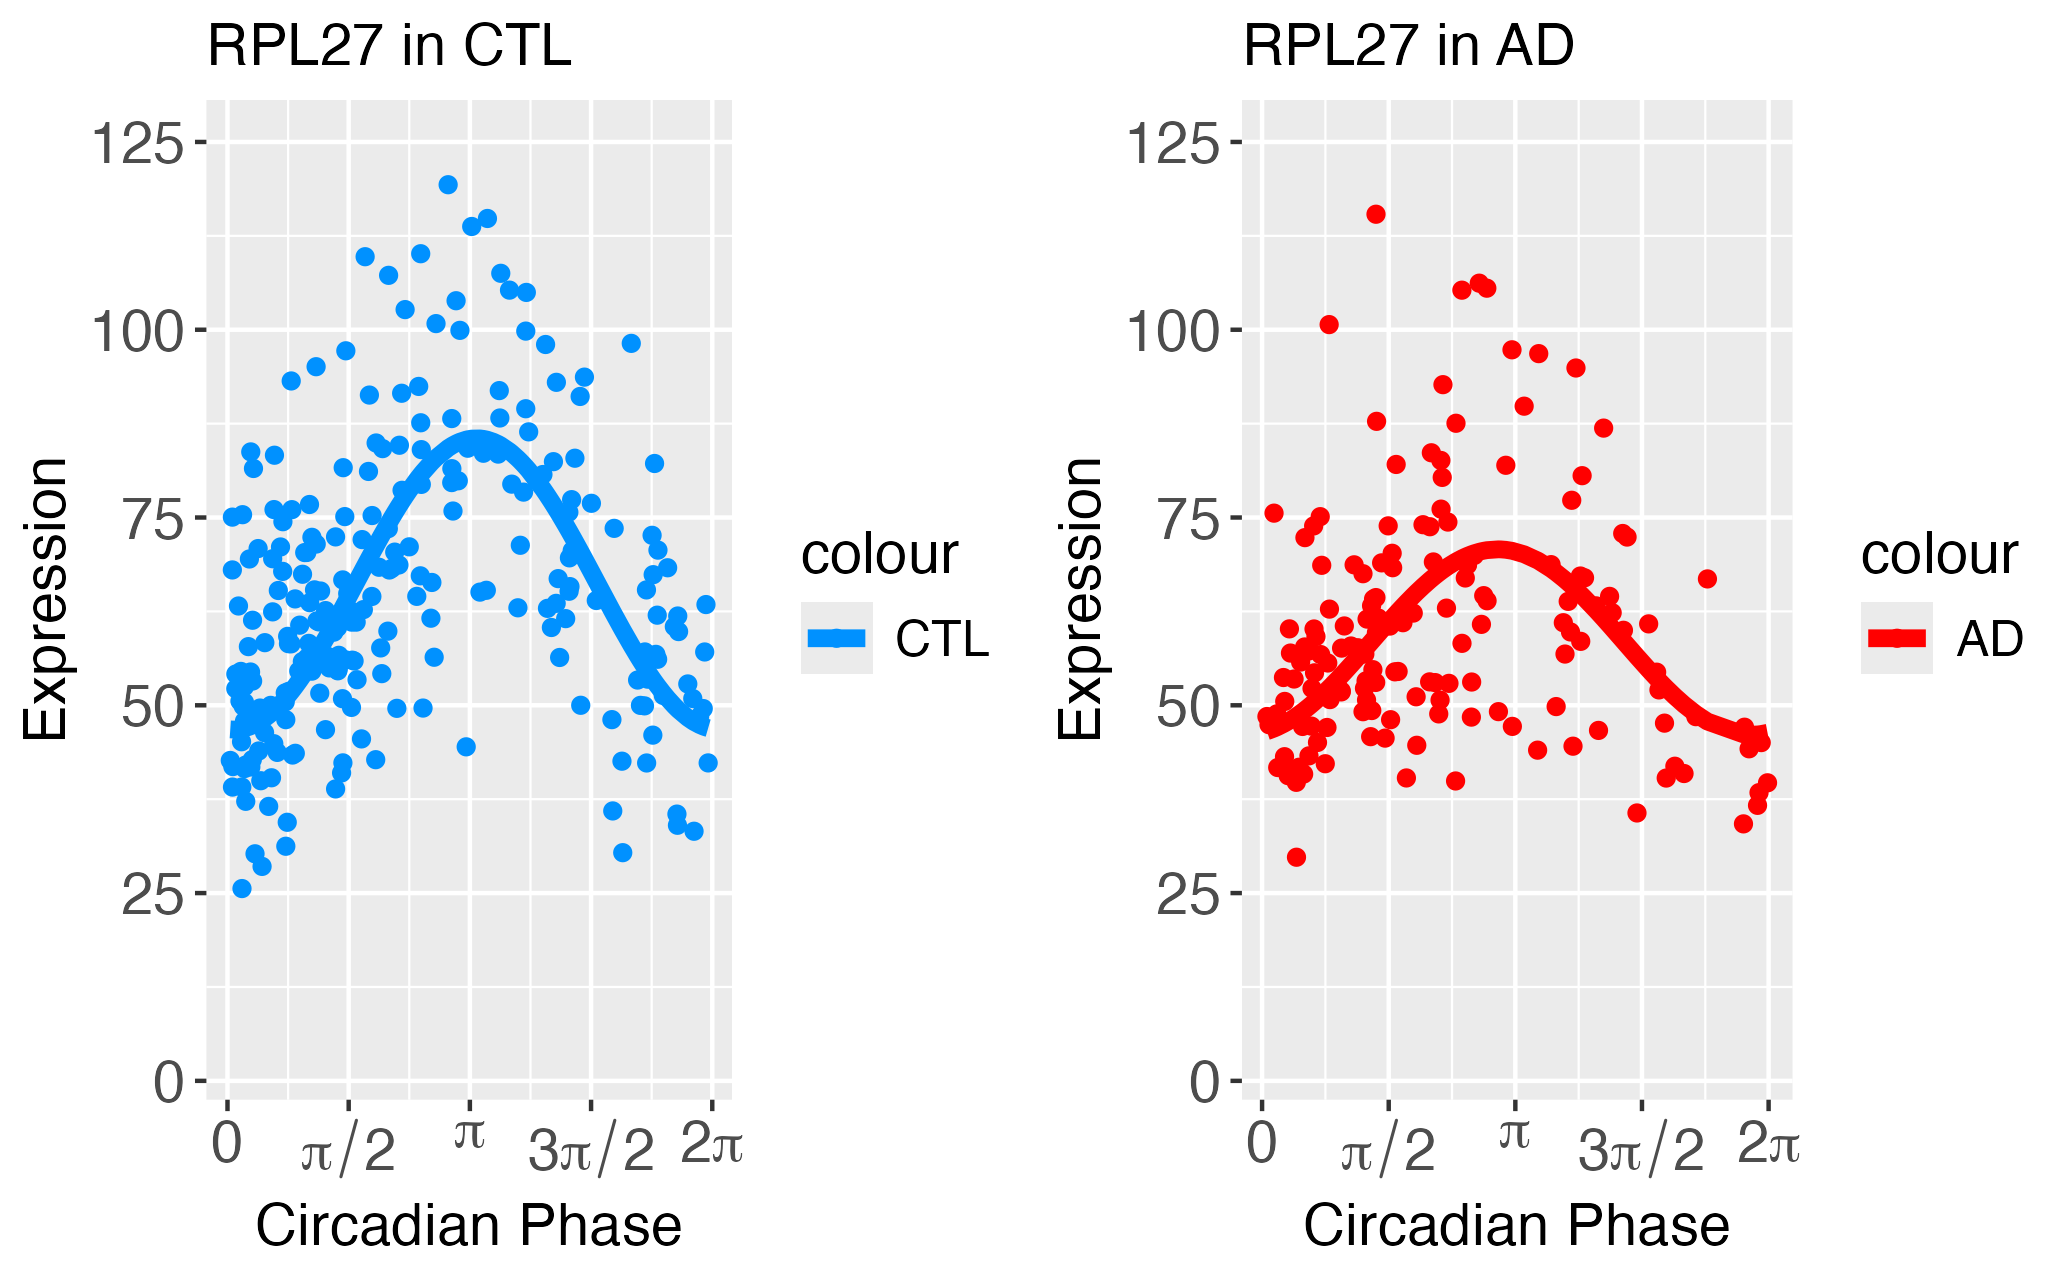 RPL27 in CTL
125
100
75
50
25
0
Expression
0 π/2 π 3π/2 2π
Circadian Phase
colour
CTL
RPL27 in AD
125
100
75
50
25
0
Expression
0 π/2 π 3π/2 2π
Circadian Phase
colour
AD